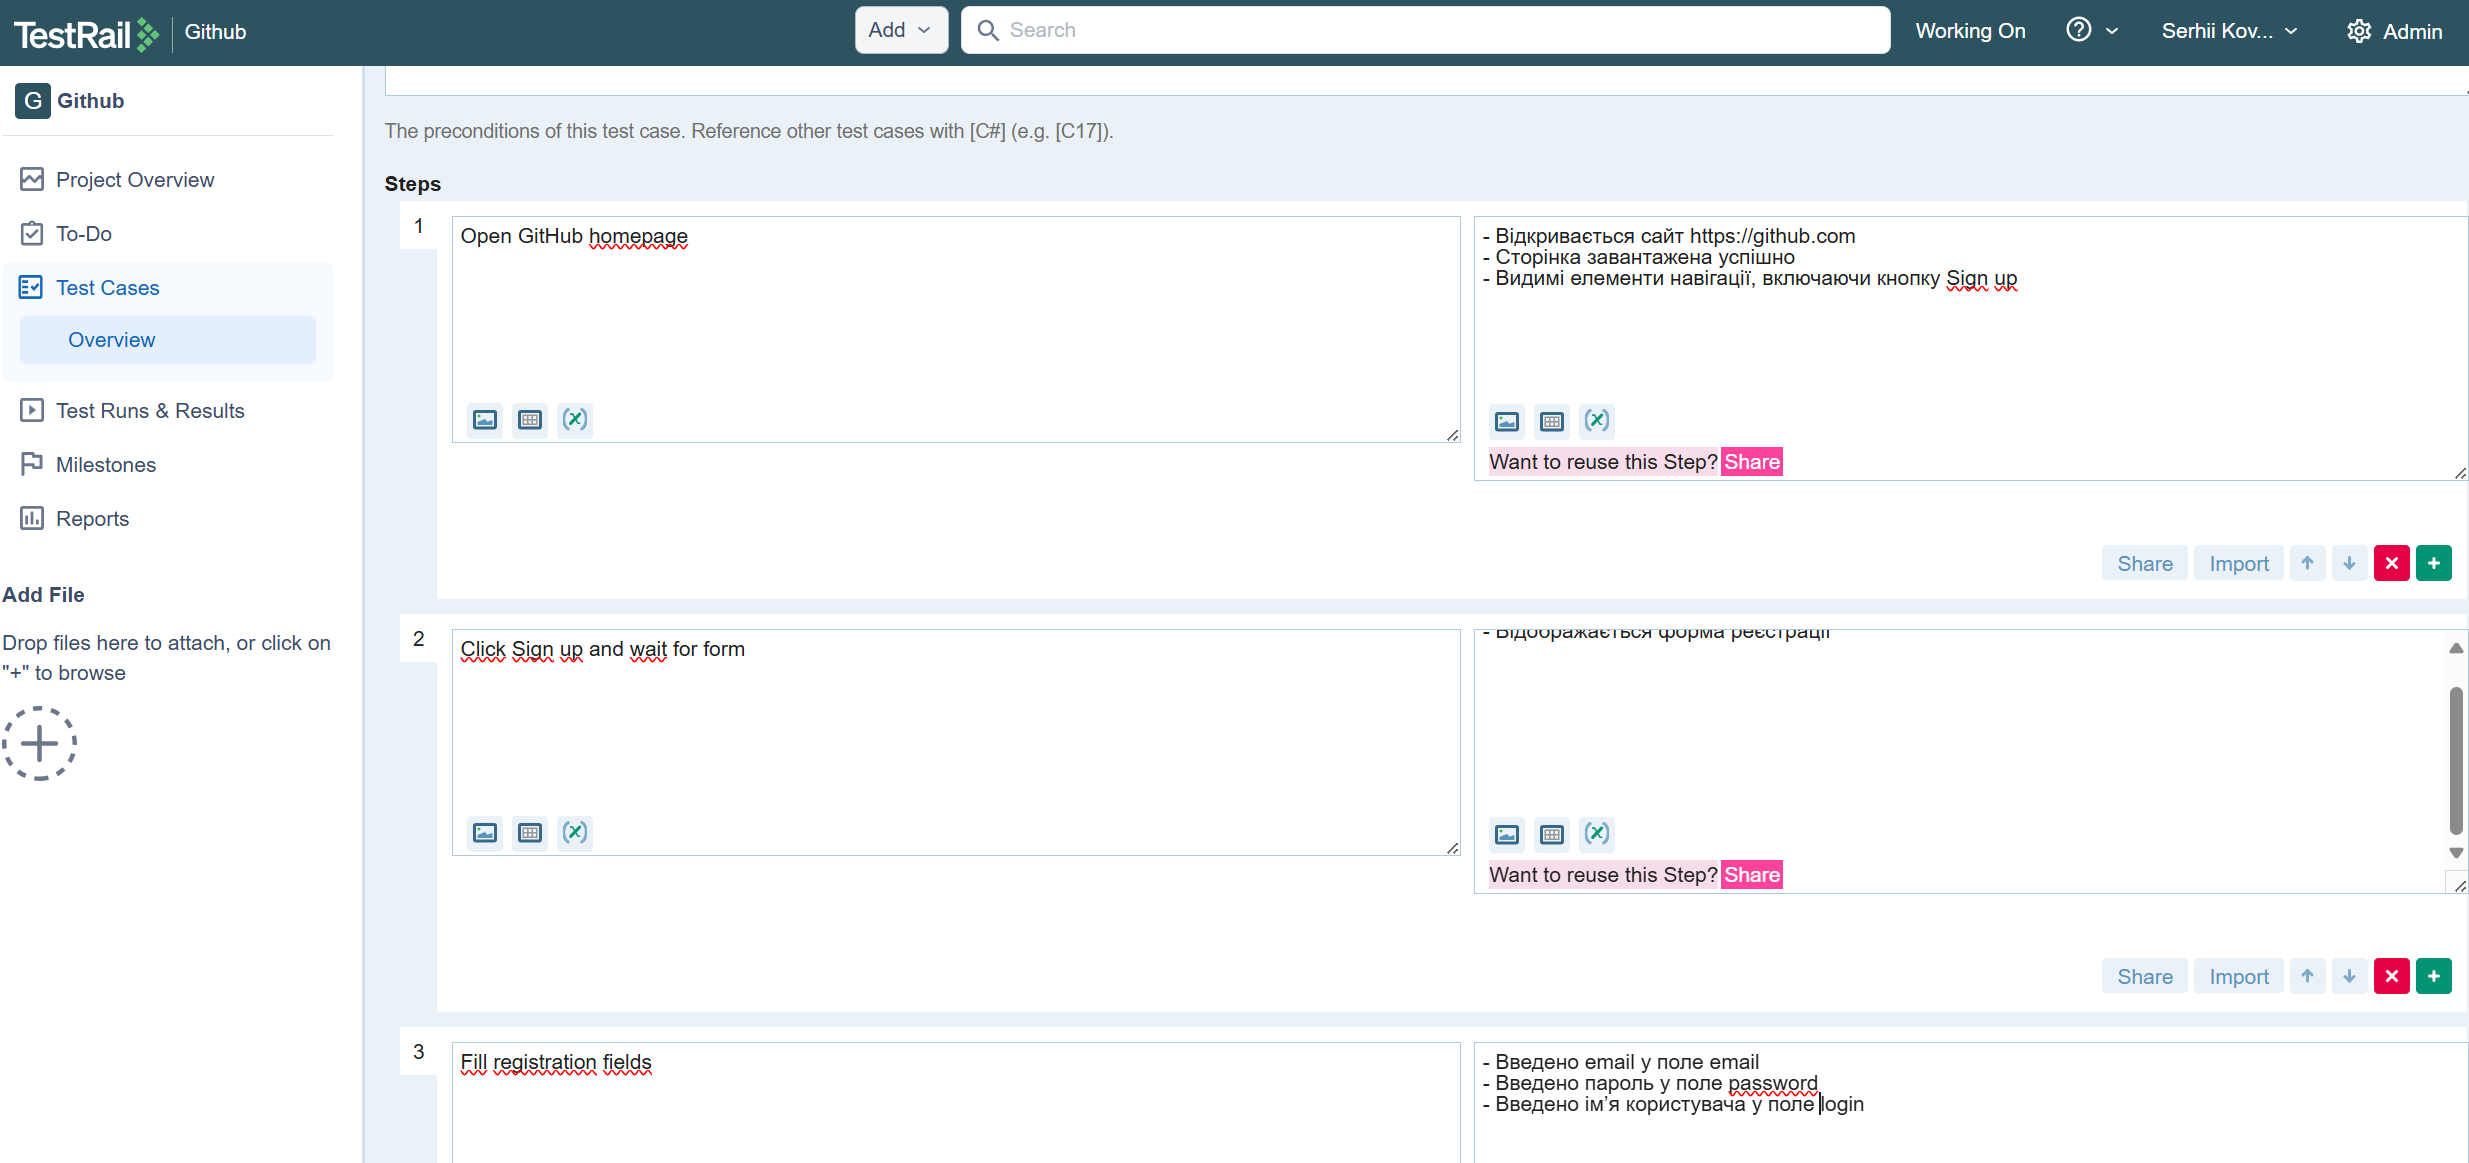 TestRail Github
Add
Search
Working On
Serhii Kov...
Admin
G Github
Project Overview
To-Do
Test Cases
Overview
Test Runs & Results
Milestones
Reports
Add File
Drop files here to attach, or click on
"+" to browse
The preconditions of this test case. Reference other test cases with [C#] (e.g. [C17]).
Steps
1
Open GitHub homepage
- Відкривається сайт https://github.com
- Сторінка завантажена успішно
- Видимі елементи навігації, включаючи кнопку Sign up
Want to reuse this Step? Share
Share Import
2
Click Sign up and wait for form
- Відображається форма реєстрації
Want to reuse this Step? Share
Share Import
3
Fill registration fields
- Введено email у поле email
- Введено пароль у поле password
- Введено ім’я користувача у поле login